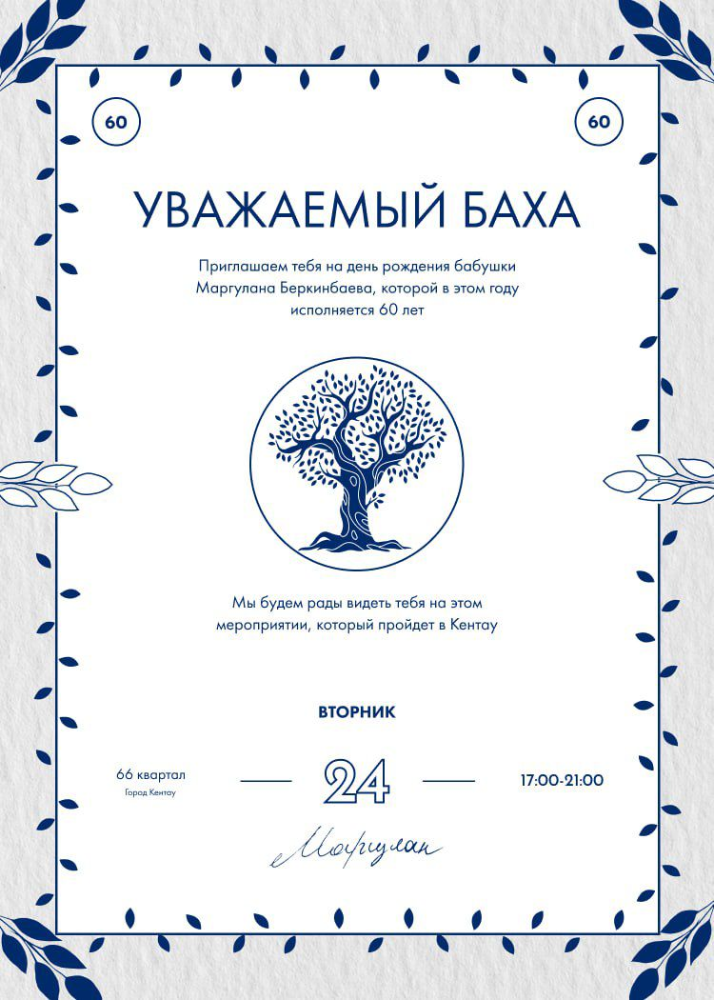 60
60
УВАЖАЕМЫЙ БАХА
Приглашаем тебя на день рождения бабушки
Маргулана Беркинбаева, которой в этом году
исполняется 60 лет
Мы будем рады видеть тебя на этом
мероприятии, который пройдет в Кентау
ВТОРНИК
66 квартал
Город Кентау
24
17:00-21:00
Маргулан